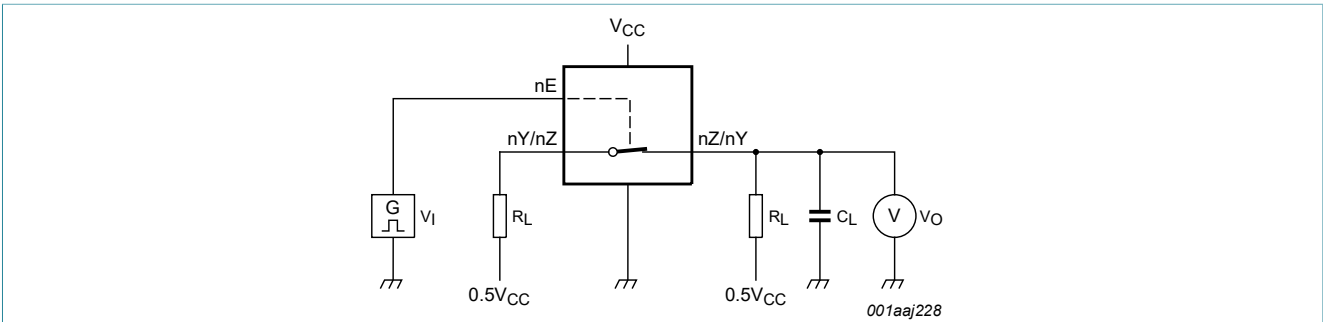 VCC
nE
nY/nZ
nZ/nY
G
VI
RL
RL
CL
V
VO
0.5VCC
0.5VCC
001aaj228